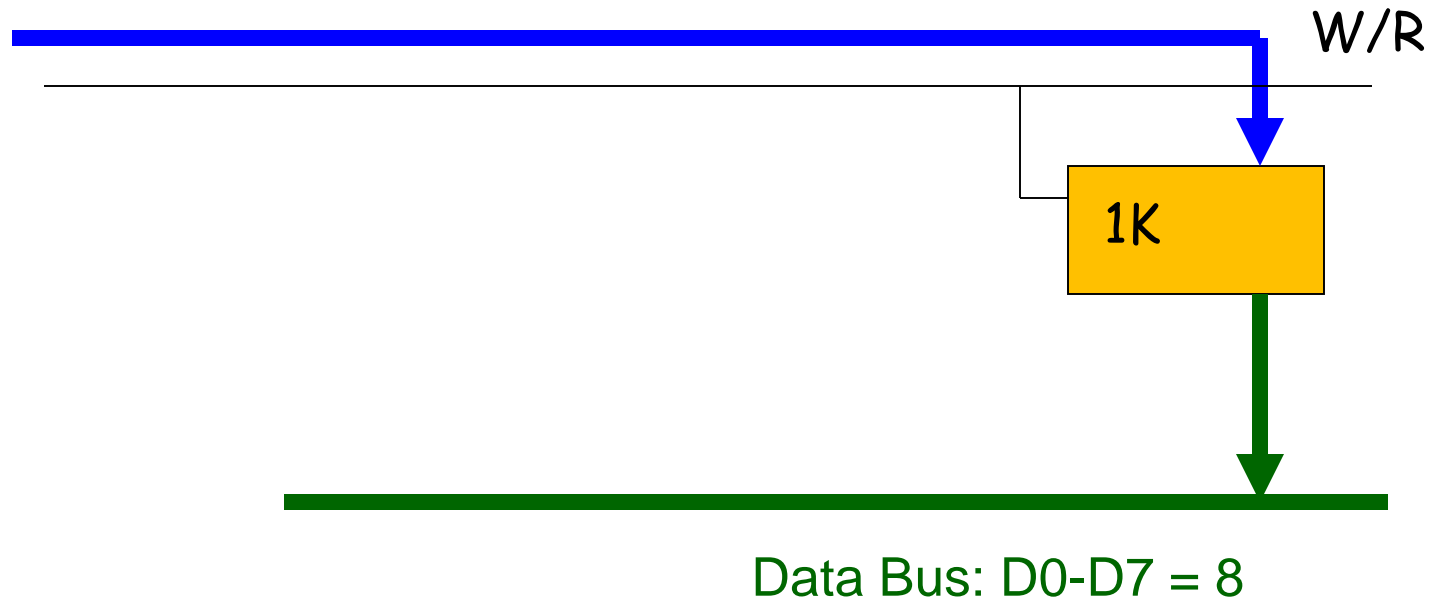 W/R
1K
Data Bus: D0-D7 = 8